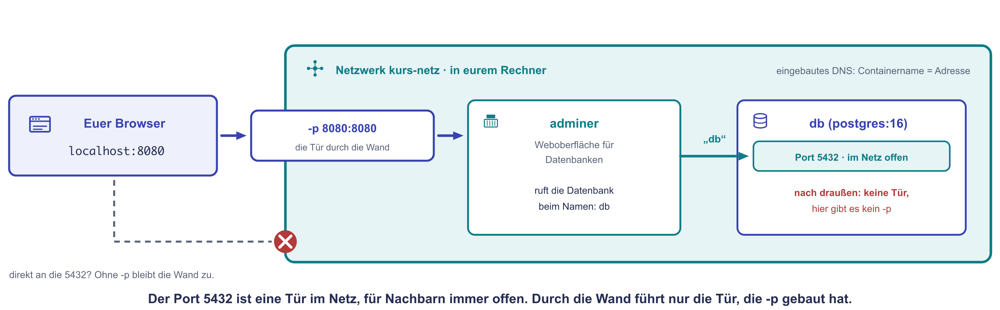 Netzwerk kurs-netz · in eurem Rechner
eingebautes DNS: Containername = Adresse
Euer Browser
localhost:8080
-p 8080:8080
die Tür durch die Wand
adminer
Weboberfläche für
Datenbanken
ruft die Datenbank
beim Namen: db
„db“
db (postgres:16)
Port 5432 · im Netz offen
nach draußen: keine Tür,
hier gibt es kein -p
direkt an die 5432? Ohne -p bleibt die Wand zu.
Der Port 5432 ist eine Tür im Netz, für Nachbarn immer offen. Durch die Wand führt nur die Tür, die -p gebaut hat.